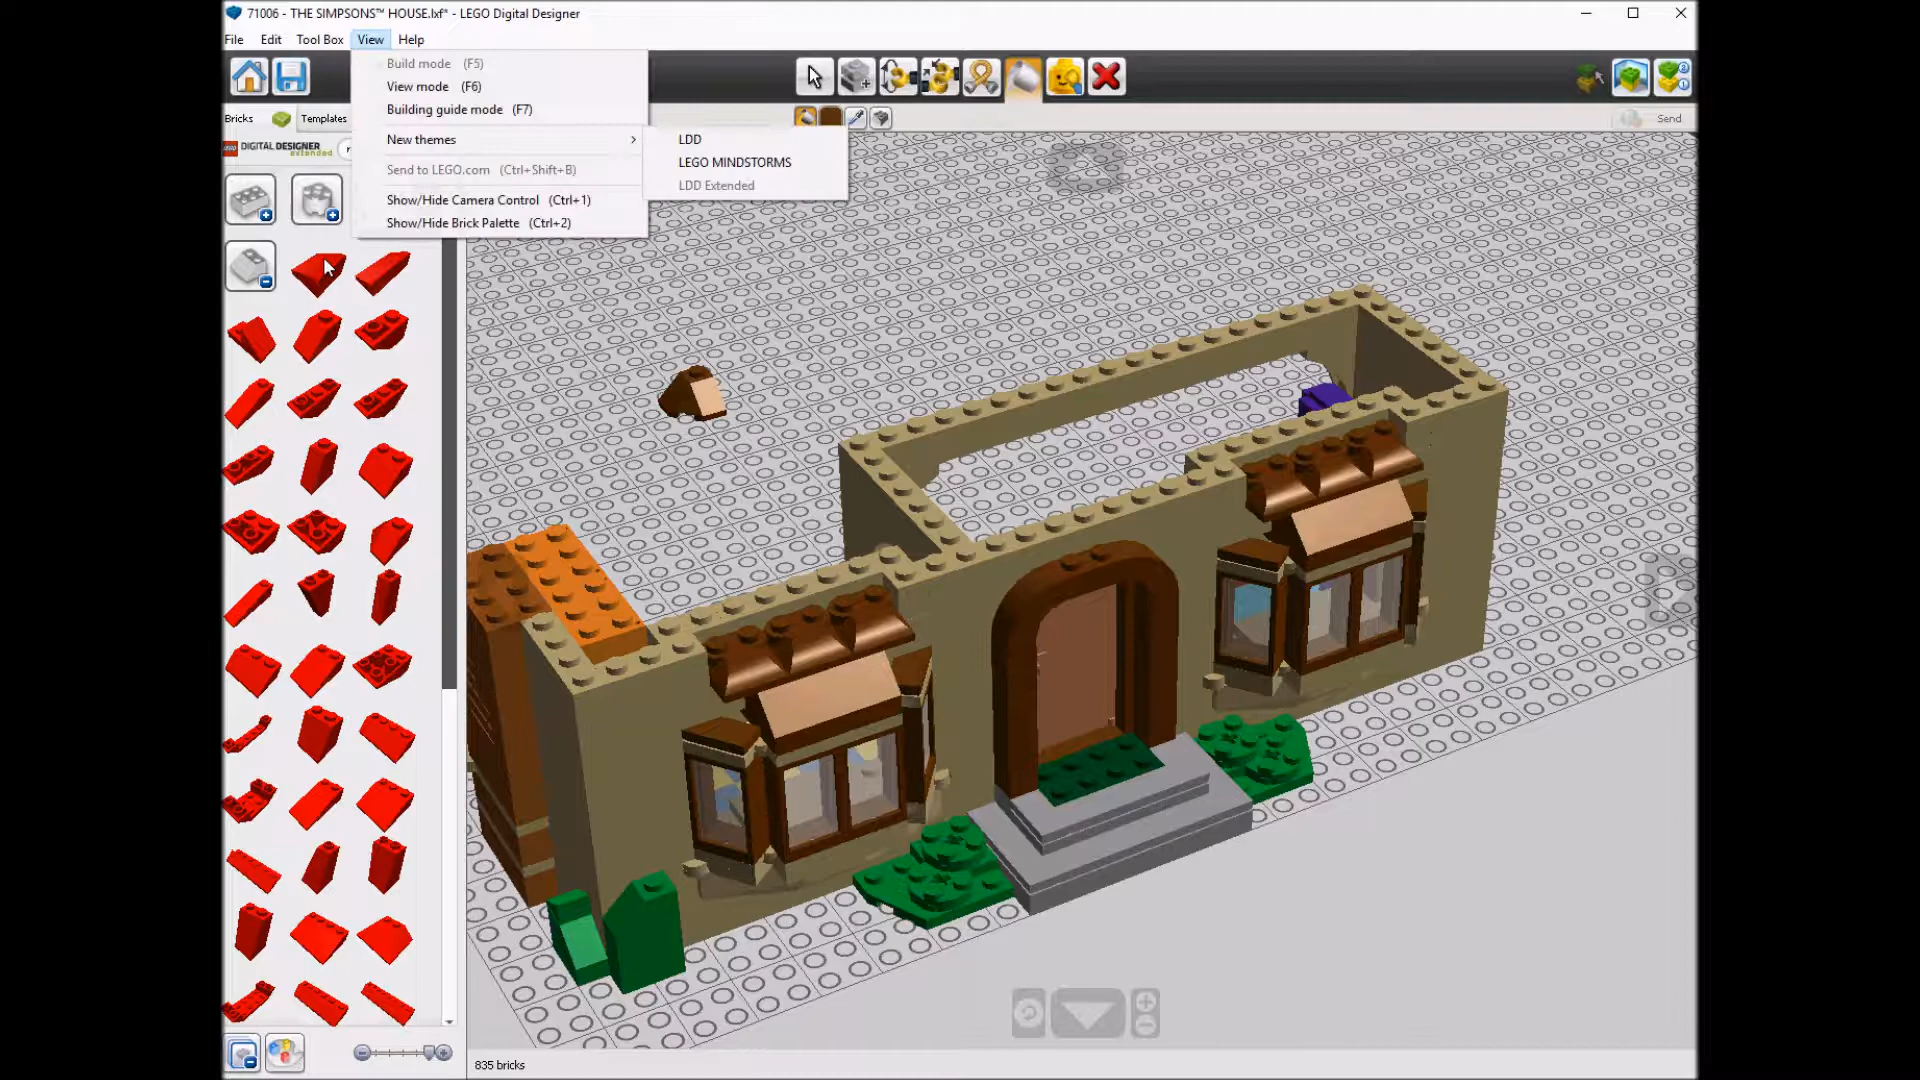 71006 - THE SIMPSONS™ HOUSE.lxf* - LEGO Digital Designer
File Edit Tool Box View Help
Build mode (F5)
View mode (F6)
Building guide mode (F7)
New themes
Send to LEGO.com (Ctrl+Shift+B)
Show/Hide Camera Control (Ctrl+1)
Show/Hide Brick Palette (Ctrl+2)
LDD
LEGO MINDSTORMS
LDD Extended
Bricks Templates
Send
DIGITAL DESIGNER
extended
835 bricks